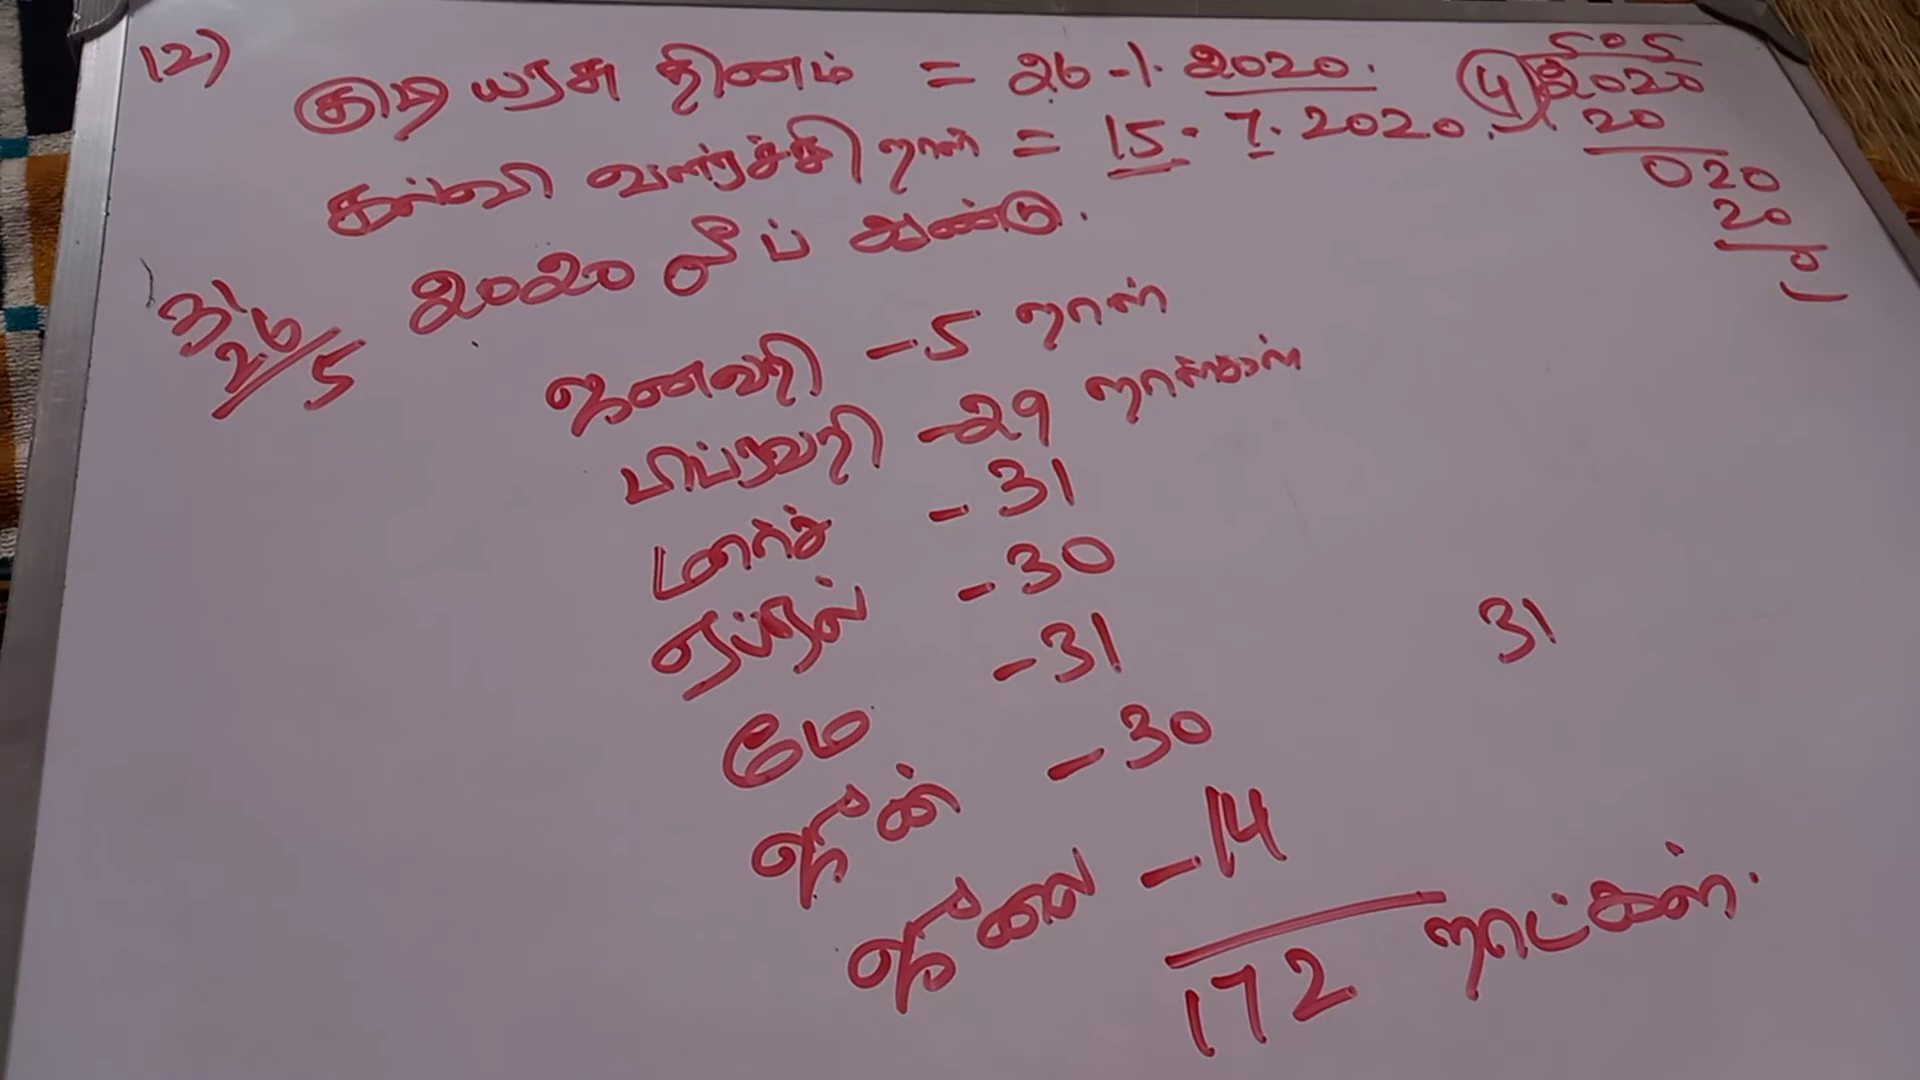 12)
குடியரசு தினம் = 26-1-2020.
கல்வி வளர்ச்சி நாள் = 15.7.2020.
2020 லீப் ஆண்டு.
4) 2020
505
20
020
20
0
31
26
5
ஜனவரி - 5 நாள்
பிப்ரவரி - 29 நாள்கள்
மார்ச் - 31
ஏப்ரல் - 30
மே - 31
ஜூன் - 30
ஜூலை - 14
172 நாட்கள்.
31